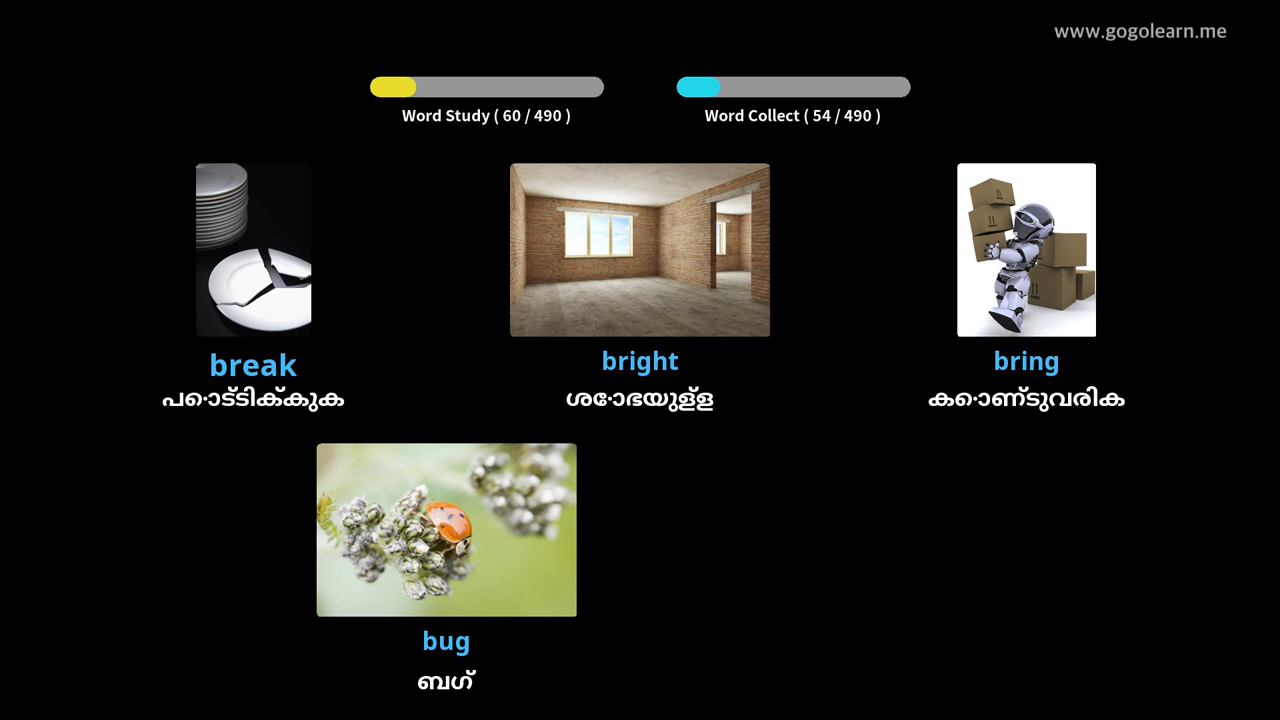 www.gogolearn.me
Word Study ( 60 / 490 )
Word Collect ( 54 / 490 )
break
bright
bring
പൊട്ടിക്കുക
ശോഭയുള്ള
കൊണ്ടുവരിക
bug
ബഗ്